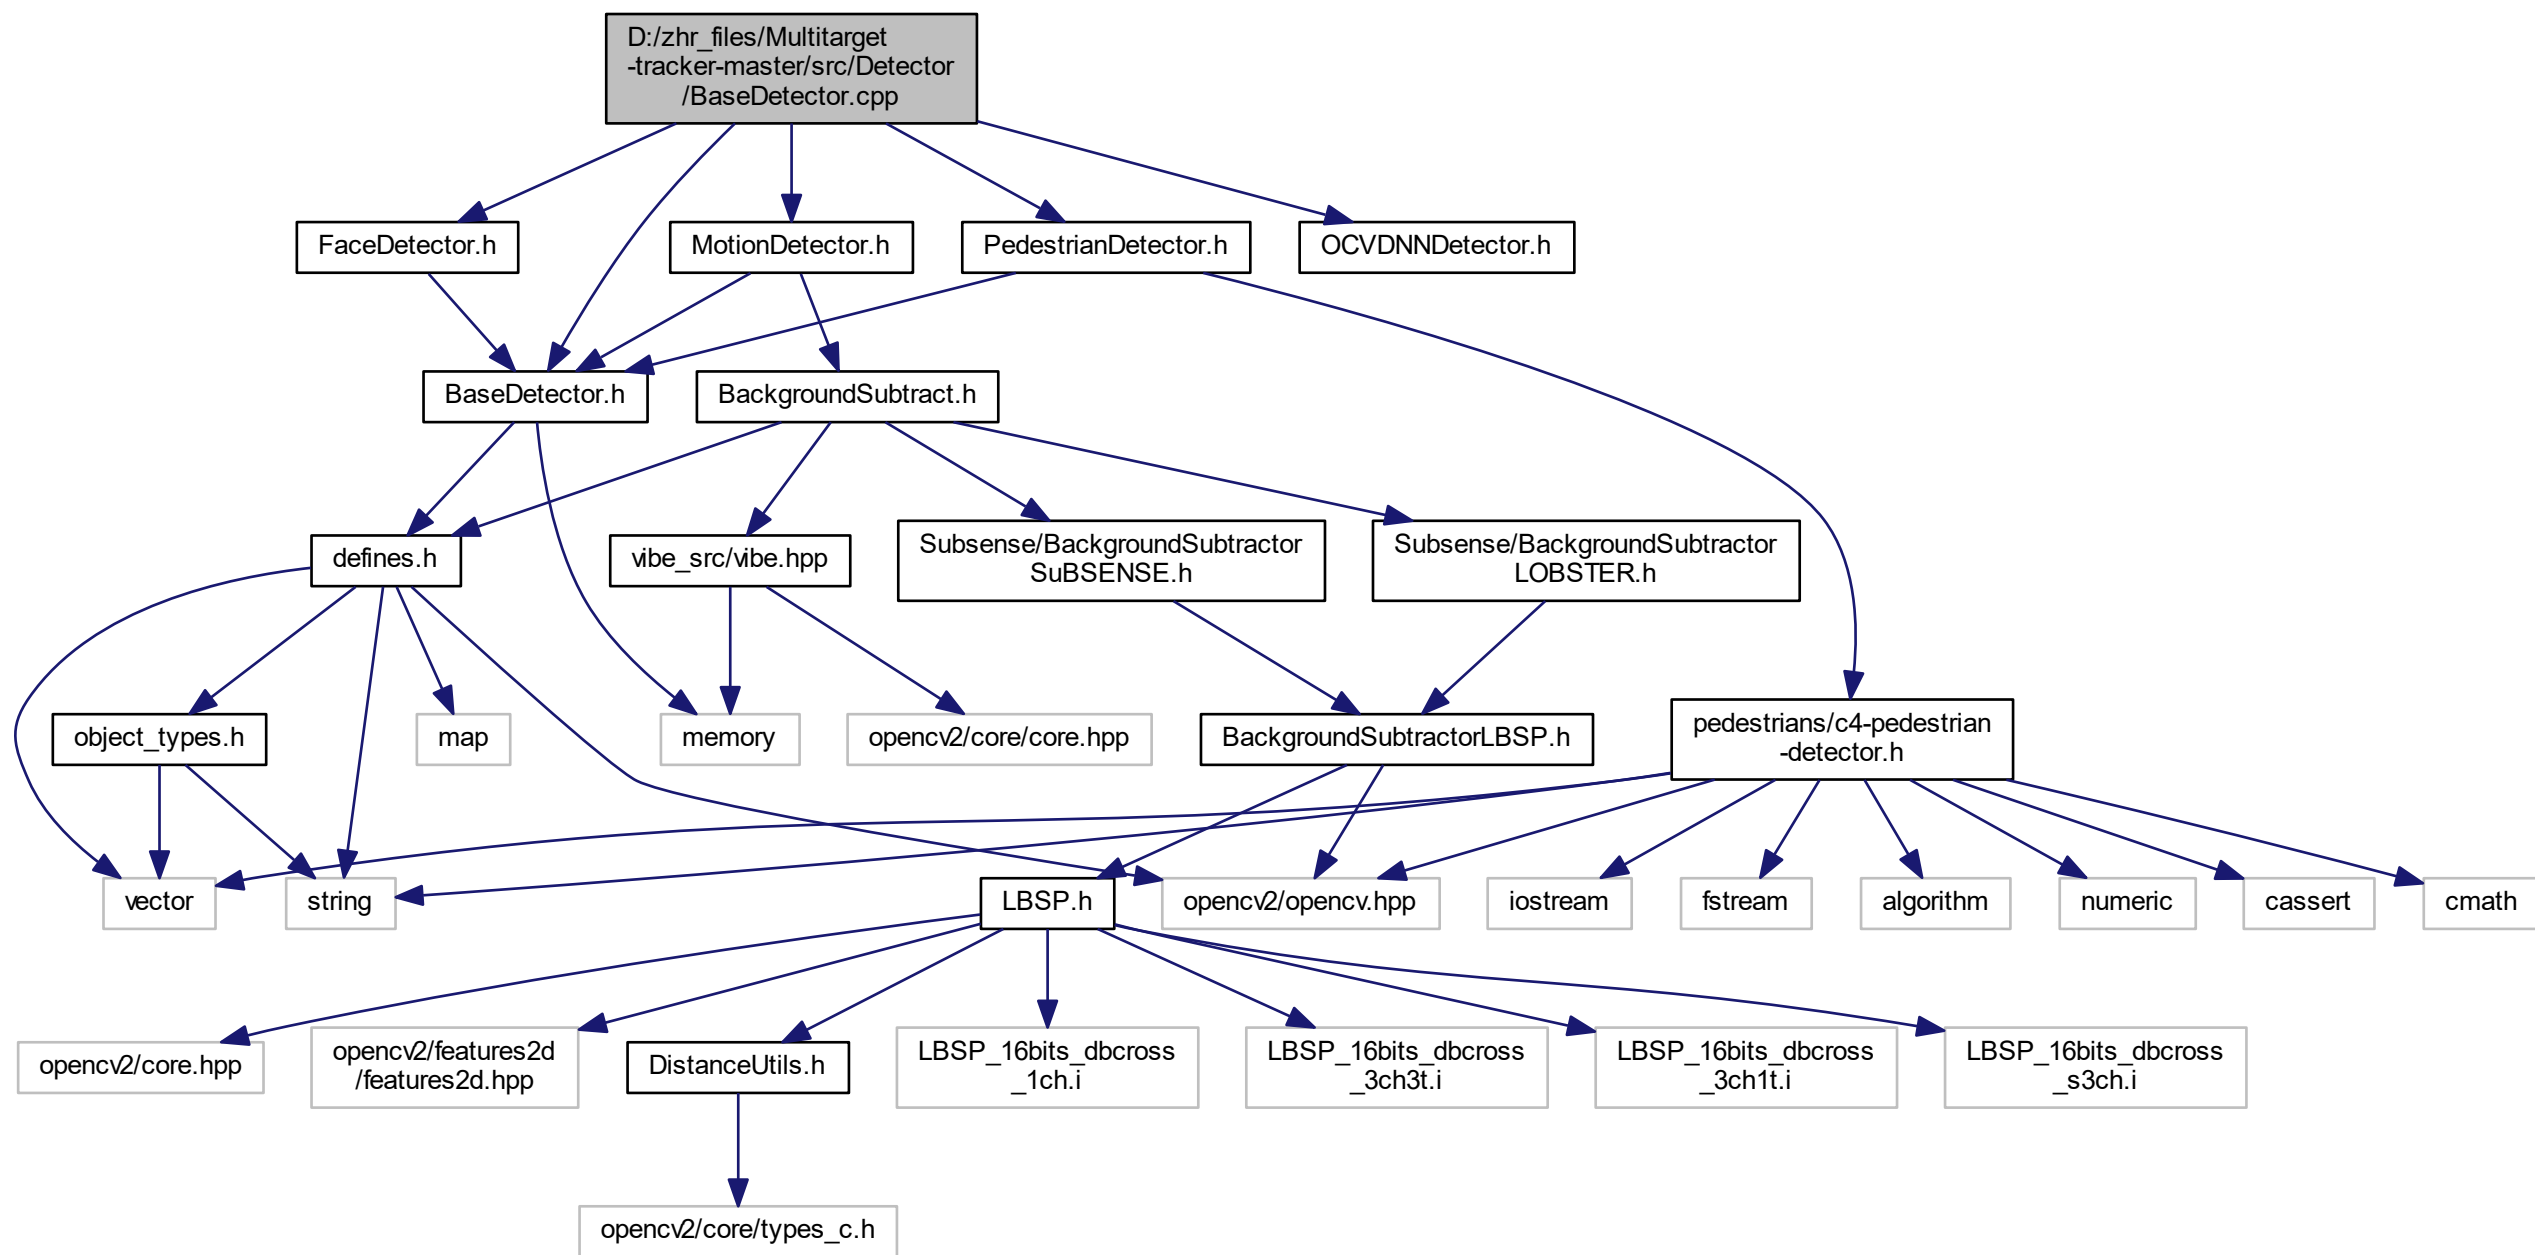 D:/zhr_files/Multitarget
-tracker-master/src/Detector
/BaseDetector.cpp
FaceDetector.h
MotionDetector.h
PedestrianDetector.h
OCVDNNDetector.h
BaseDetector.h
BackgroundSubtract.h
defines.h
vibe_src/vibe.hpp
Subsense/BackgroundSubtractor
SuBSENSE.h
Subsense/BackgroundSubtractor
LOBSTER.h
object_types.h
map
memory
opencv2/core/core.hpp
BackgroundSubtractorLBSP.h
pedestrians/c4-pedestrian
-detector.h
vector
string
LBSP.h
opencv2/opencv.hpp
iostream
fstream
algorithm
numeric
cassert
cmath
opencv2/core.hpp
opencv2/features2d
/features2d.hpp
DistanceUtils.h
LBSP_16bits_dbcross
_1ch.i
LBSP_16bits_dbcross
_3ch3t.i
LBSP_16bits_dbcross
_3ch1t.i
LBSP_16bits_dbcross
_s3ch.i
opencv2/core/types_c.h